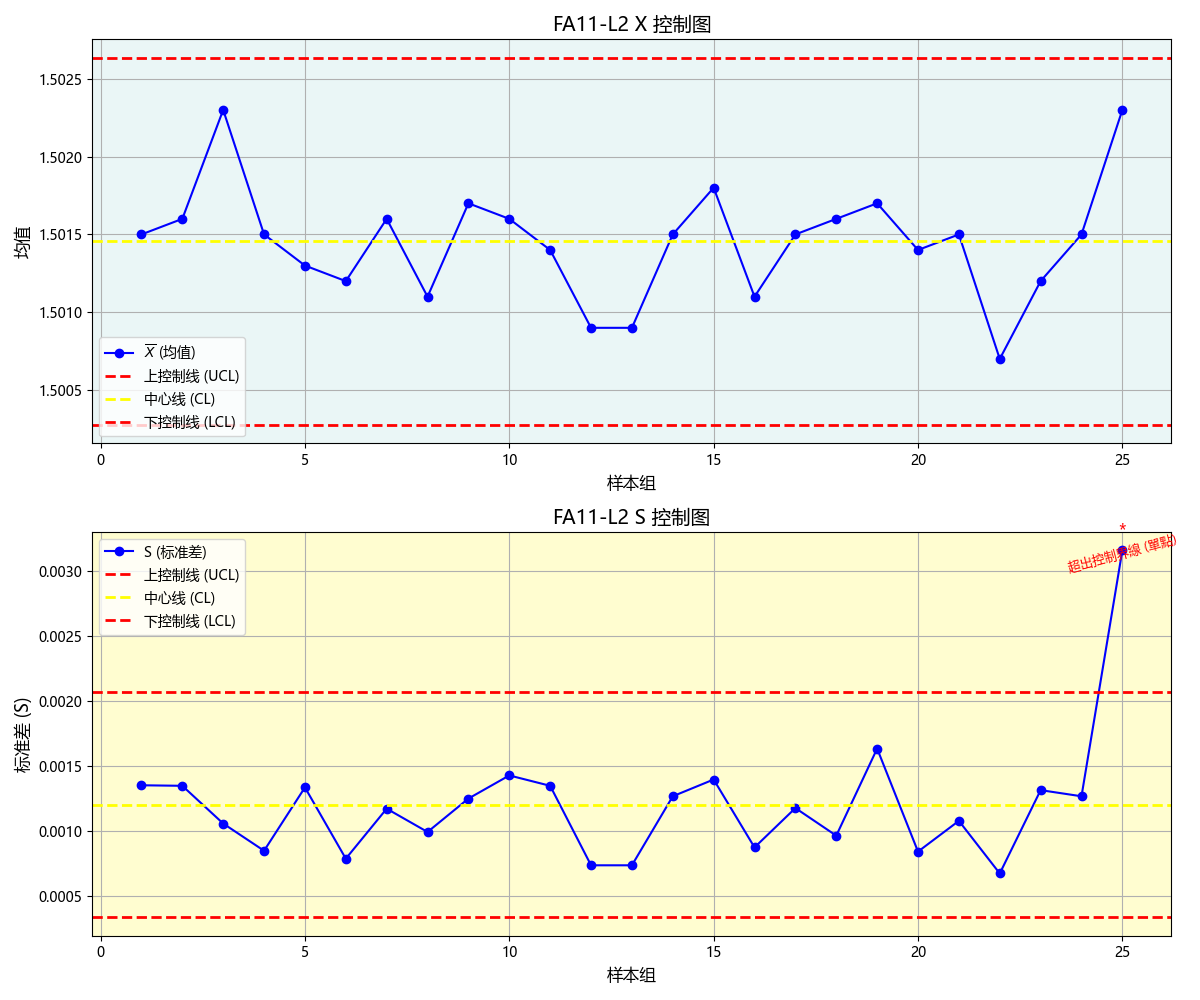 FA11-L2 X 控制图
均值
1.5025
1.5020
1.5015
1.5010
1.5005
X (均值)
上控制线 (UCL)
中心线 (CL)
下控制线 (LCL)
0 5 10 15 20 25
样本组
FA11-L2 S 控制图
标准差 (S)
0.0030
0.0025
0.0020
0.0015
0.0010
0.0005
S (标准差)
上控制线 (UCL)
中心线 (CL)
下控制线 (LCL)
*
超出控制界線 (單點)
0 5 10 15 20 25
样本组